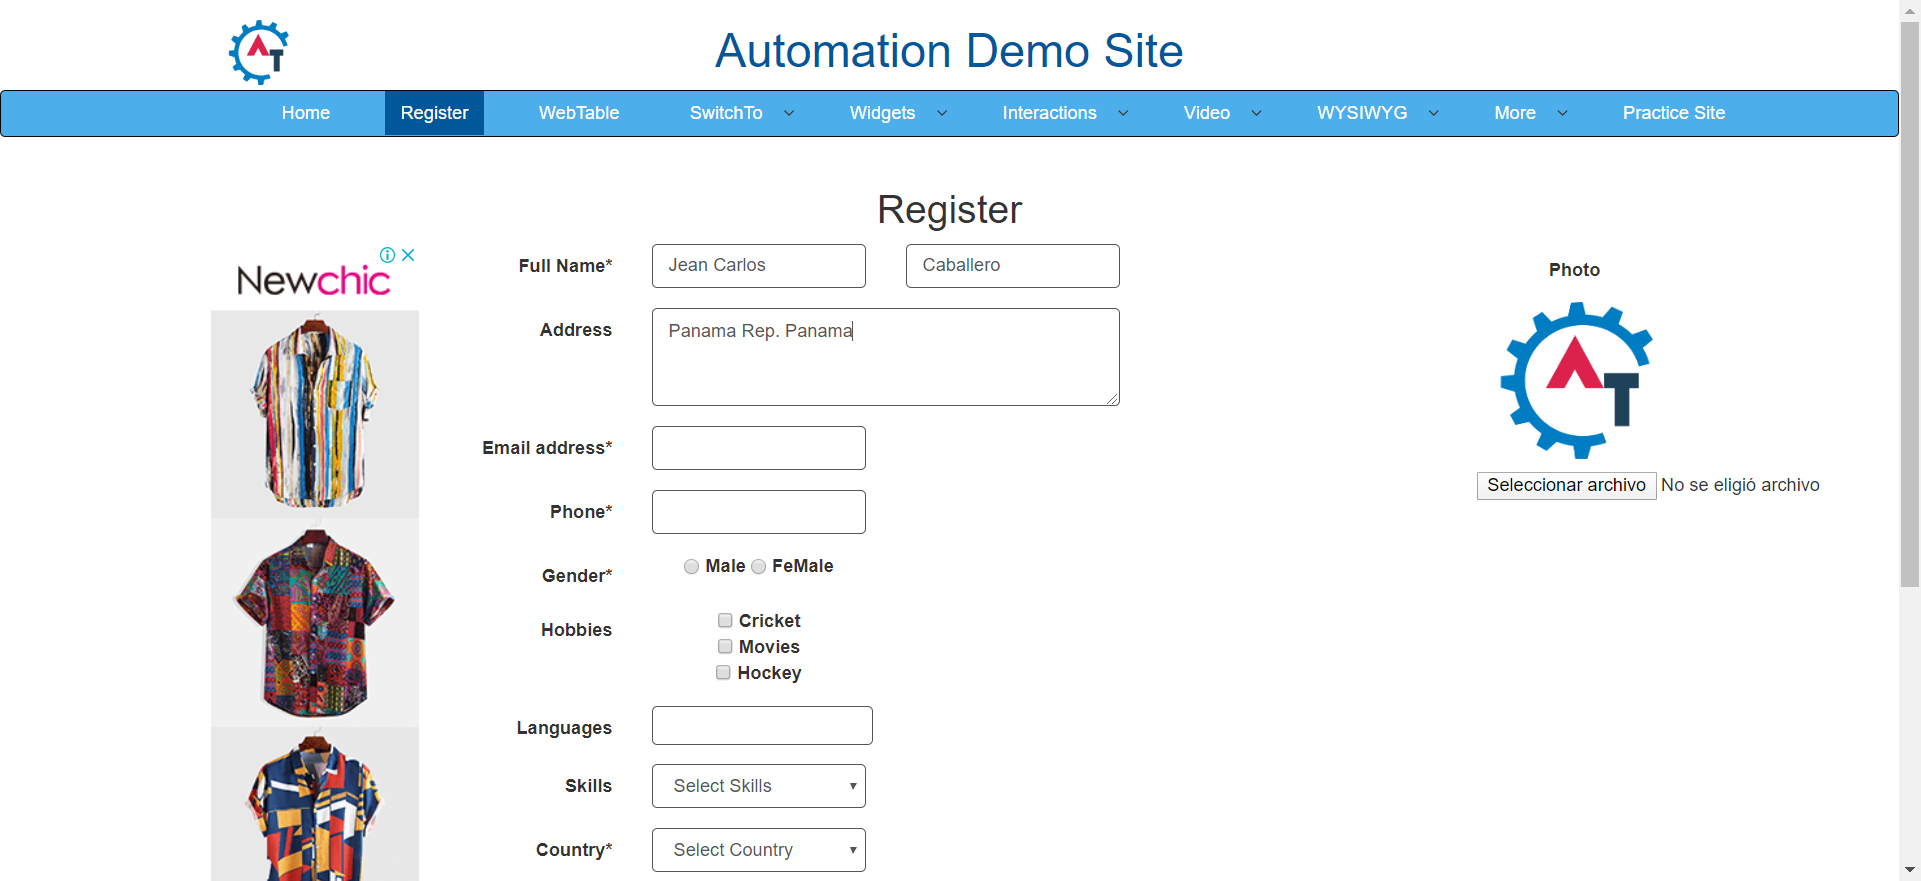 AT
Automation Demo Site
Home Register WebTable SwitchTo Widgets Interactions Video WYSIWYG More Practice Site
Register
Newchic
Full Name* Jean Carlos Caballero
Photo
Address Panama Rep. Panama
AT
Email address*
Seleccionar archivo No se eligió archivo
Phone*
Gender* Male FeMale
Hobbies Cricket
Movies
Hockey
Languages
Skills Select Skills
Country* Select Country